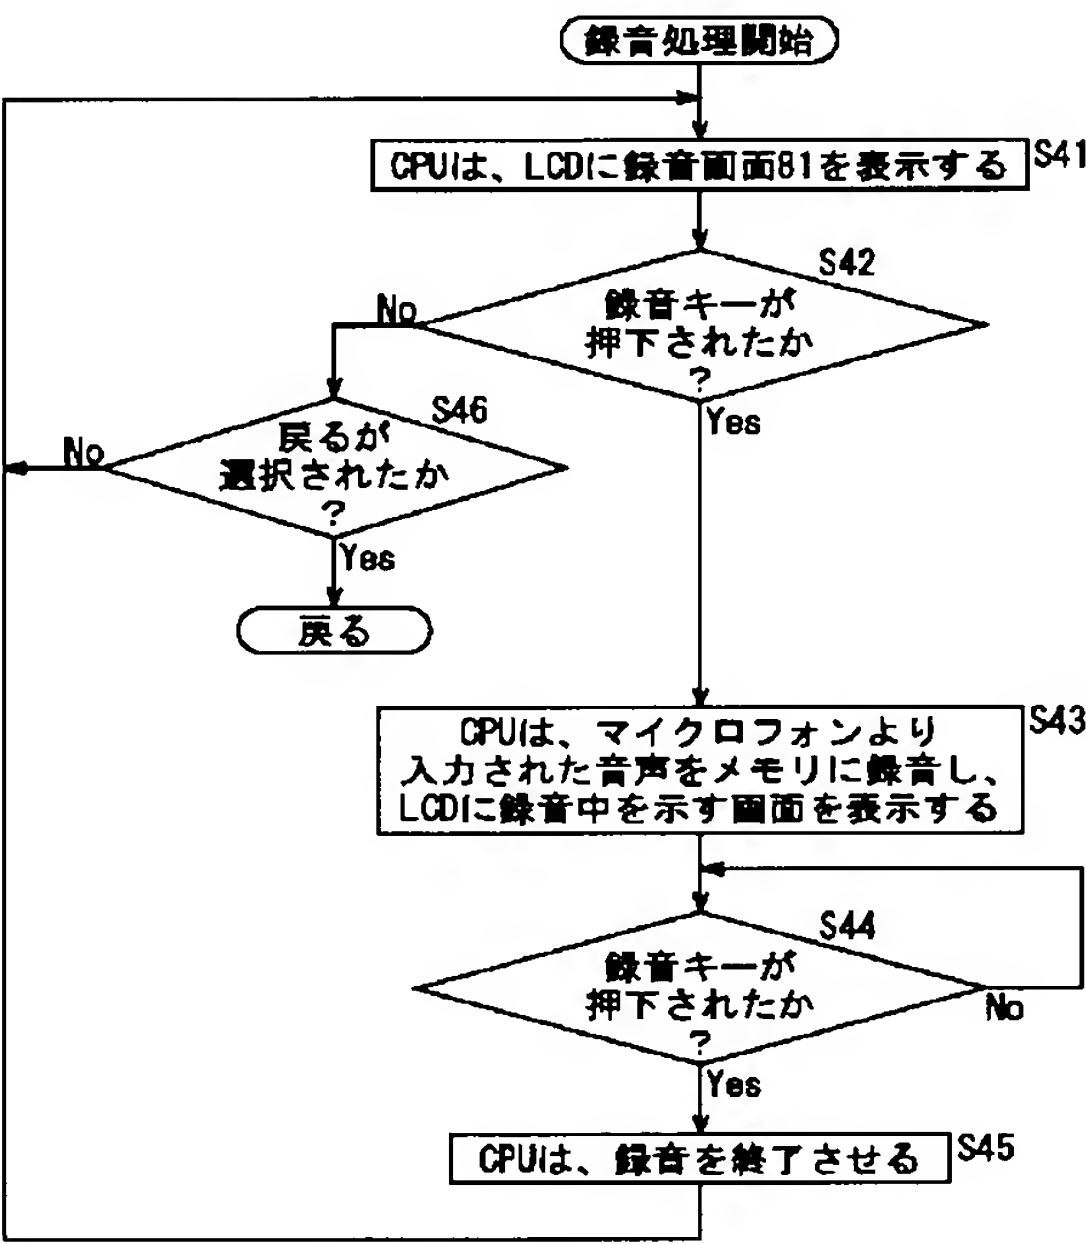 録音処理開始
CPUは、LCDに録音画面81を表示する
S41
S42
録音キーが
押下されたか
?
No
Yes
S46
戻るが
選択されたか
?
No
Yes
戻る
S43
CPUは、マイクロフォンより
入力された音声をメモリに録音し、
LCDに録音中を示す画面を表示する
S44
録音キーが
押下されたか
?
No
Yes
CPUは、録音を終了させる
S45